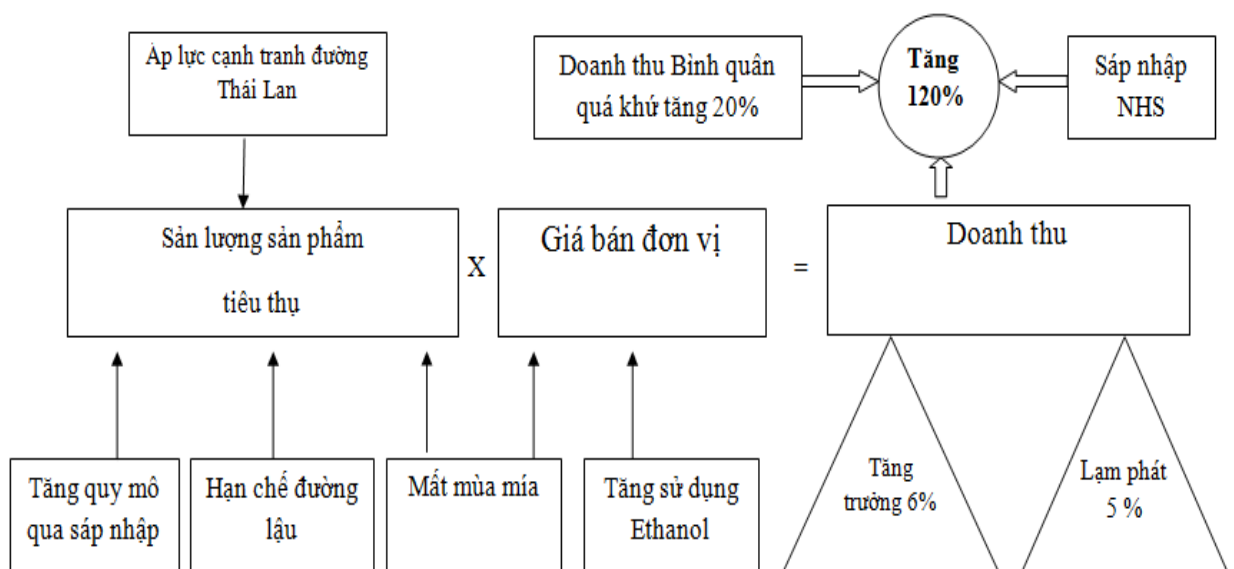 Áp lực cạnh tranh đường
Thái Lan
Doanh thu Bình quân
quá khứ tăng 20%
Tăng
120%
Sáp nhập
NHS
Sản lượng sản phẩm
tiêu thụ
X
Giá bán đơn vị
=
Doanh thu
Tăng quy mô
qua sáp nhập
Hạn chế đường
lậu
Mất mùa mía
Tăng sử dụng
Ethanol
Tăng
trưởng 6%
Lạm phát
5 %